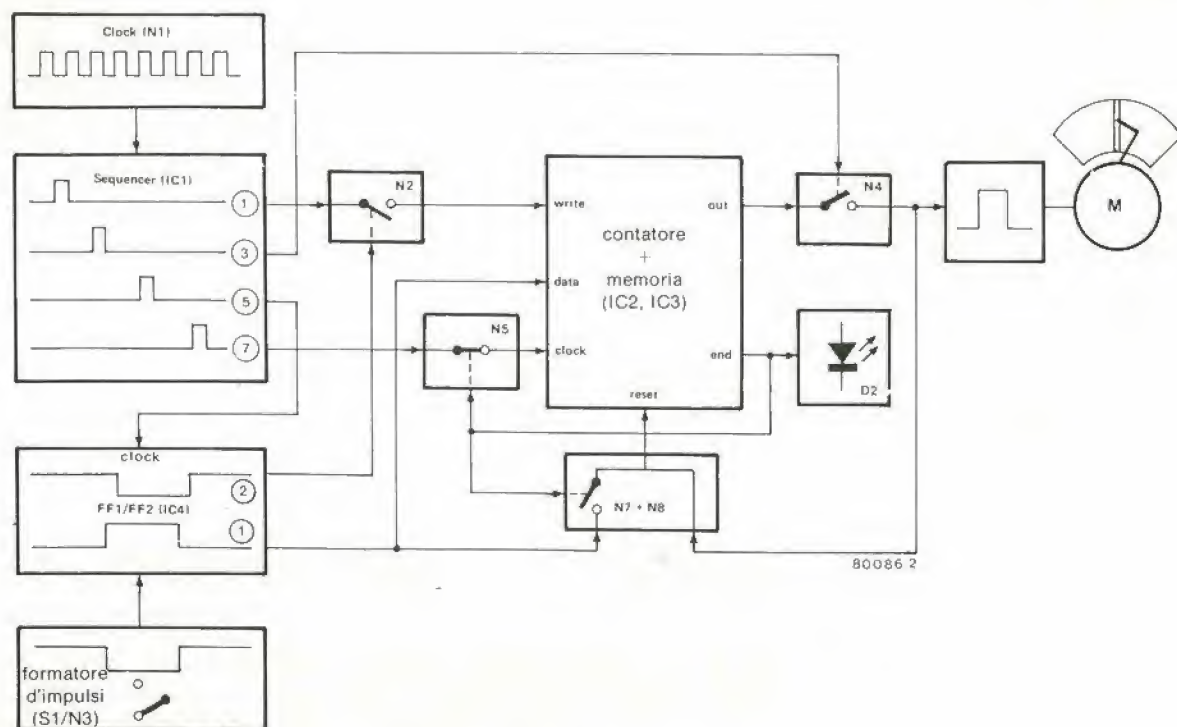 Clock (N1)
Sequencer (IC1)
1
3
5
7
N2
N5
write
data
clock
out
end
reset
contatore
+
memoria
(IC2, IC3)
N4
M
D2
clock
2
FF1/FF2 (IC4)
1
N7 + N8
80086 2
formatore
d'impulsi
(S1/N3)